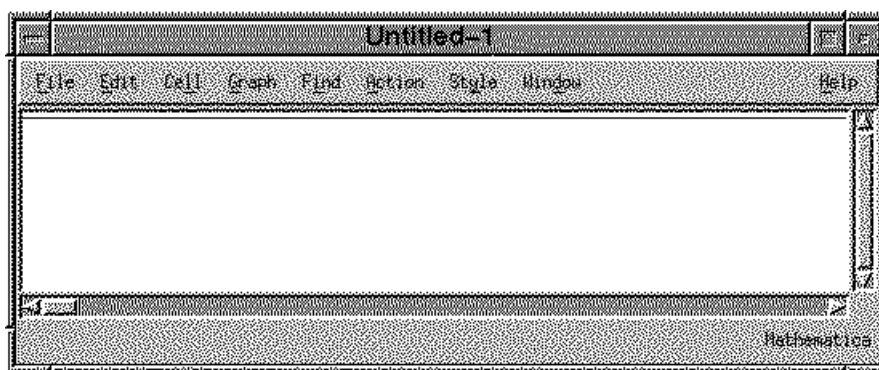 Untitled-1
File Edit Cell Graph Find Action Style Window Help
Mathematica